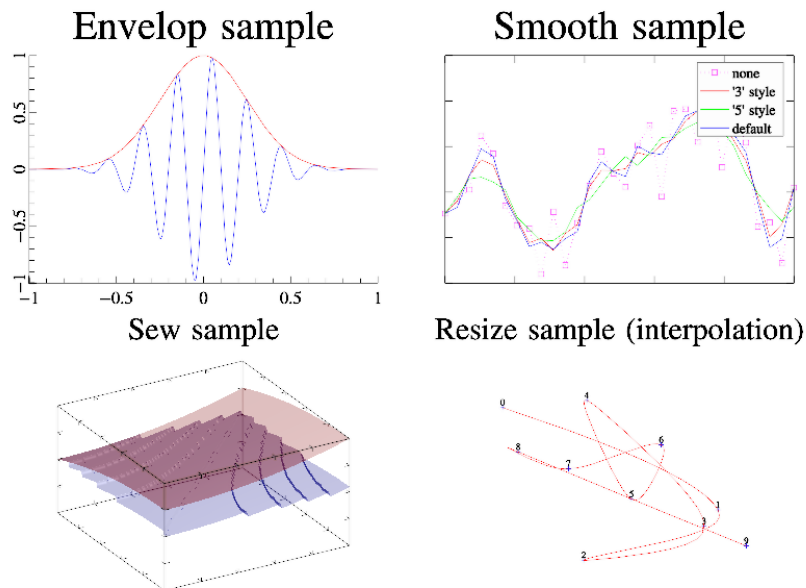 Envelop sample
Smooth sample
1
0.5
0
−0.5
−1
−1
−0.5
0
0.5
1
none
'3' style
'5' style
default
Sew sample
Resize sample (interpolation)
0
4
6
8
7
5
1
3
9
2